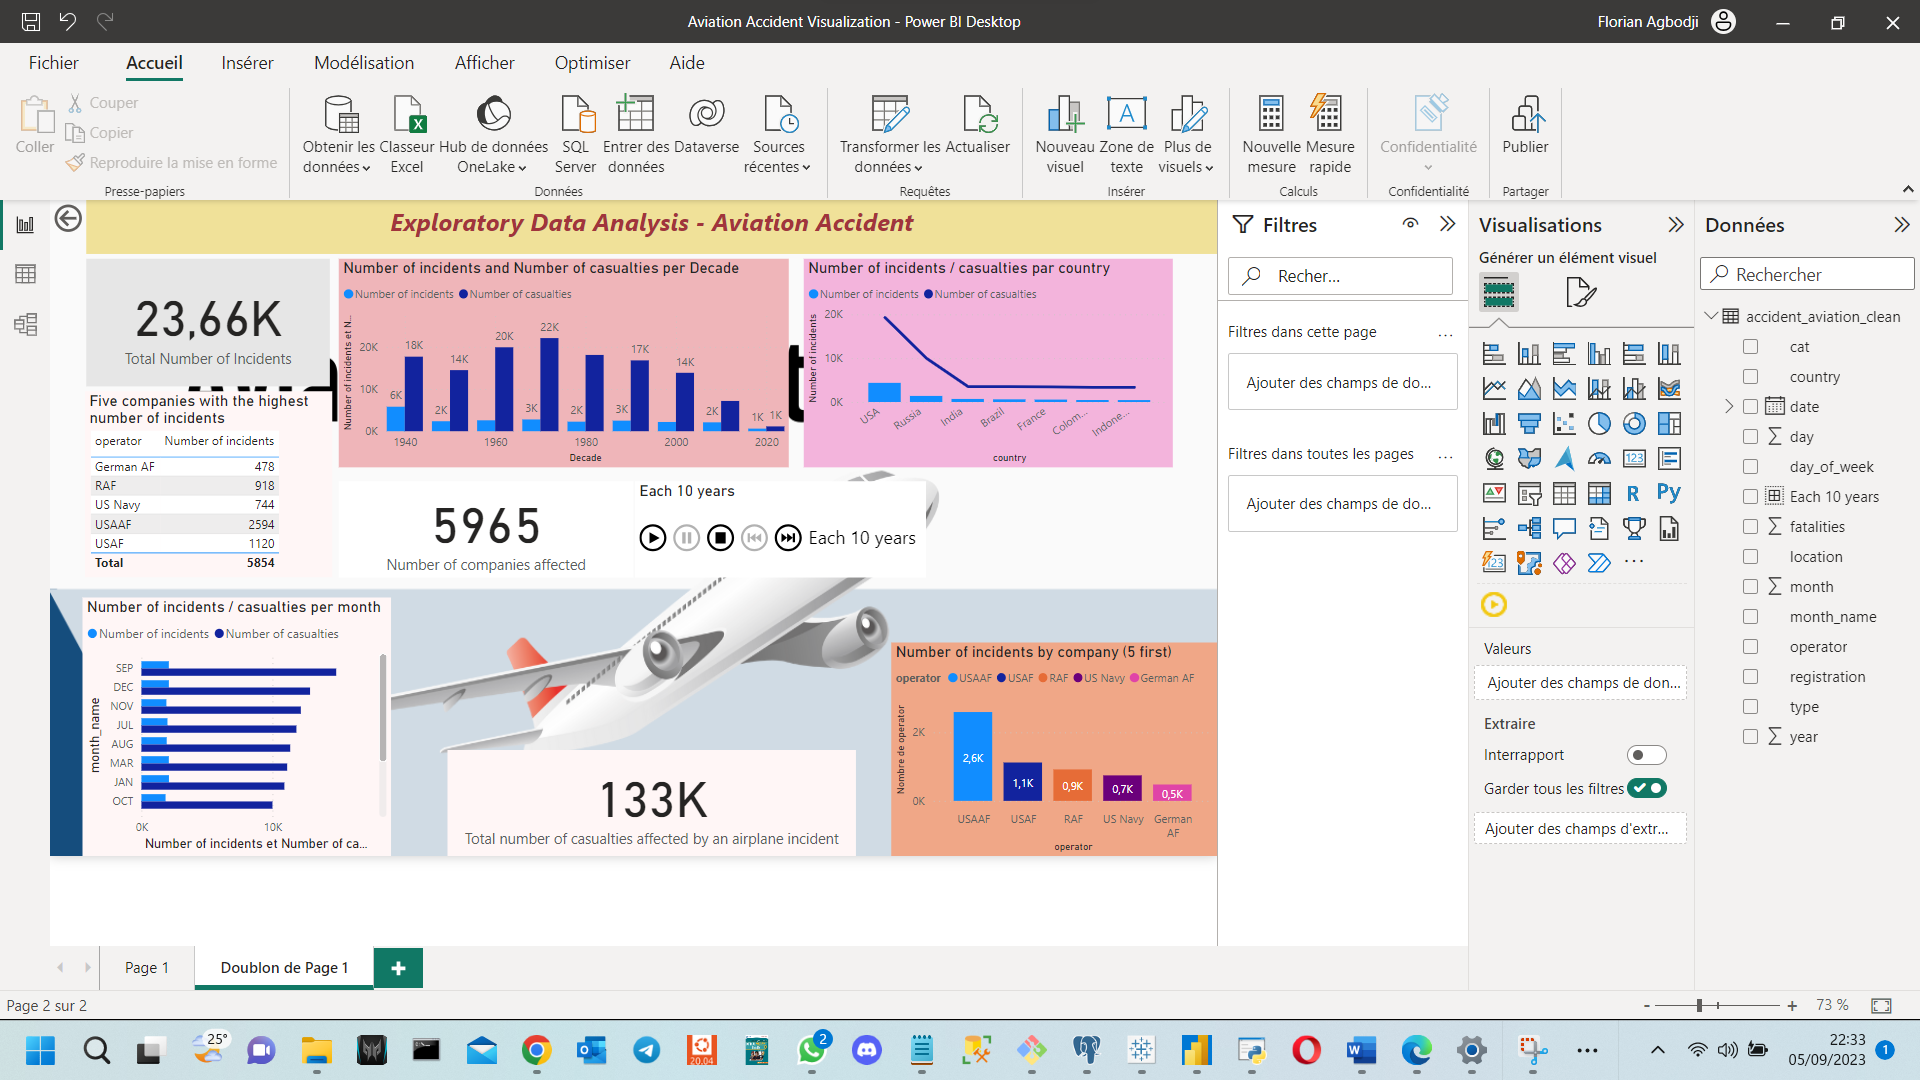 Aviation Accident Visualization - Power BI Desktop
Florian Agbodji
Fichier
Accueil
Insérer
Modélisation
Afficher
Optimiser
Aide
Coller
Couper
Copier
Reproduire la mise en forme
Presse-papiers
Obtenir les données
Classeur Excel
Hub de données OneLake
SQL Server
Entrer des données
Dataverse
Sources récentes
Données
Transformer les données
Actualiser
Requêtes
Nouveau visuel
Zone de texte
Plus de visuels
Insérer
Nouvelle mesure
Mesure rapide
Calculs
Confidentialité
Confidentialité
Publier
Partager
Exploratory Data Analysis - Aviation Accident
23,66K
Total Number of Incidents
Five companies with the highest
number of incidents
operator Number of incidents
German AF 478
RAF 918
US Navy 744
USAAF 2594
USAF 1120
Total 5854
Number of incidents and Number of casualties per Decade
Number of incidents Number of casualties
Number of incidents et N...
20K
10K
0K
6K 18K 2K 14K 20K 3K 22K 2K 3K 17K 14K 2K 1K 1K
1940 1960 1980 2000 2020
Decade
Number of incidents / casualties par country
Number of incidents Number of casualties
Number of incidents
20K
10K
0K
USA Russia India Brazil France Colom... Indone...
country
5965
Number of companies affected
Each 10 years
Each 10 years
Number of incidents / casualties per month
Number of incidents Number of casualties
month_name
SEP
DEC
NOV
JUL
AUG
MAR
JAN
OCT
0K 10K
Number of incidents et Number of ca...
133K
Total number of casualties affected by an airplane incident
Number of incidents by company (5 first)
operator USAAF USAF RAF US Navy German AF
Nombre de operator
2K
0K
2,6K 1,1K 0,9K 0,7K 0,5K
USAAF USAF RAF US Navy German AF
operator
Filtres
Recher...
Filtres dans cette page ...
Ajouter des champs de do...
Filtres dans toutes les pages ...
Ajouter des champs de do...
Visualisations
Générer un élément visuel
123
R
Py
123
...
Valeurs
Ajouter des champs de don...
Extraire
Interrapport
Garder tous les filtres
Ajouter des champs d'extr...
Données
Rechercher
accident_aviation_clean
cat
country
date
day
day_of_week
Each 10 years
fatalities
location
month
month_name
operator
registration
type
year
Page 1
Doublon de Page 1
+
Page 2 sur 2
- + 73 %
25°
20.04
2
22:33
05/09/2023
1